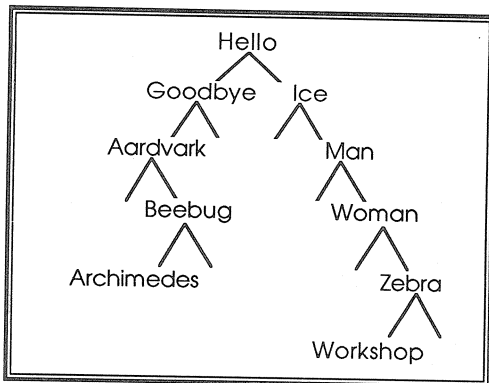 Hello
Goodbye Ice
Aardvark Man
Beebug Woman
Archimedes Zebra
Workshop